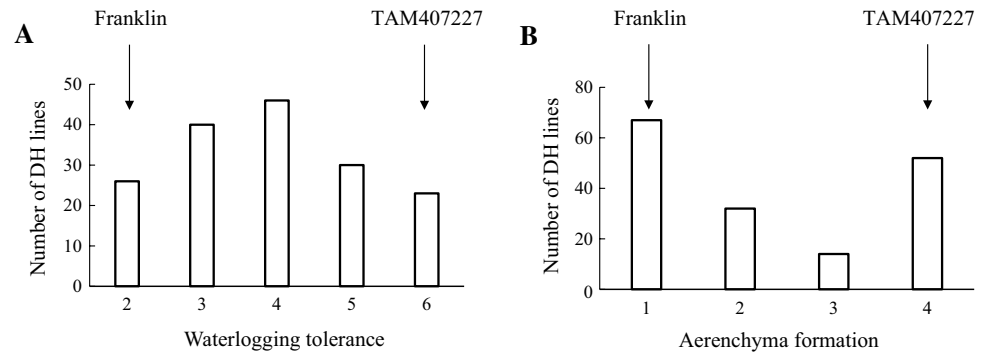 A
Franklin
TAM407227
Number of DH lines
50
40
30
20
10
0
2 3 4 5 6
Waterlogging tolerance
B
Franklin
TAM407227
Number of DH lines
80
60
40
20
0
1 2 3 4
Aerenchyma formation